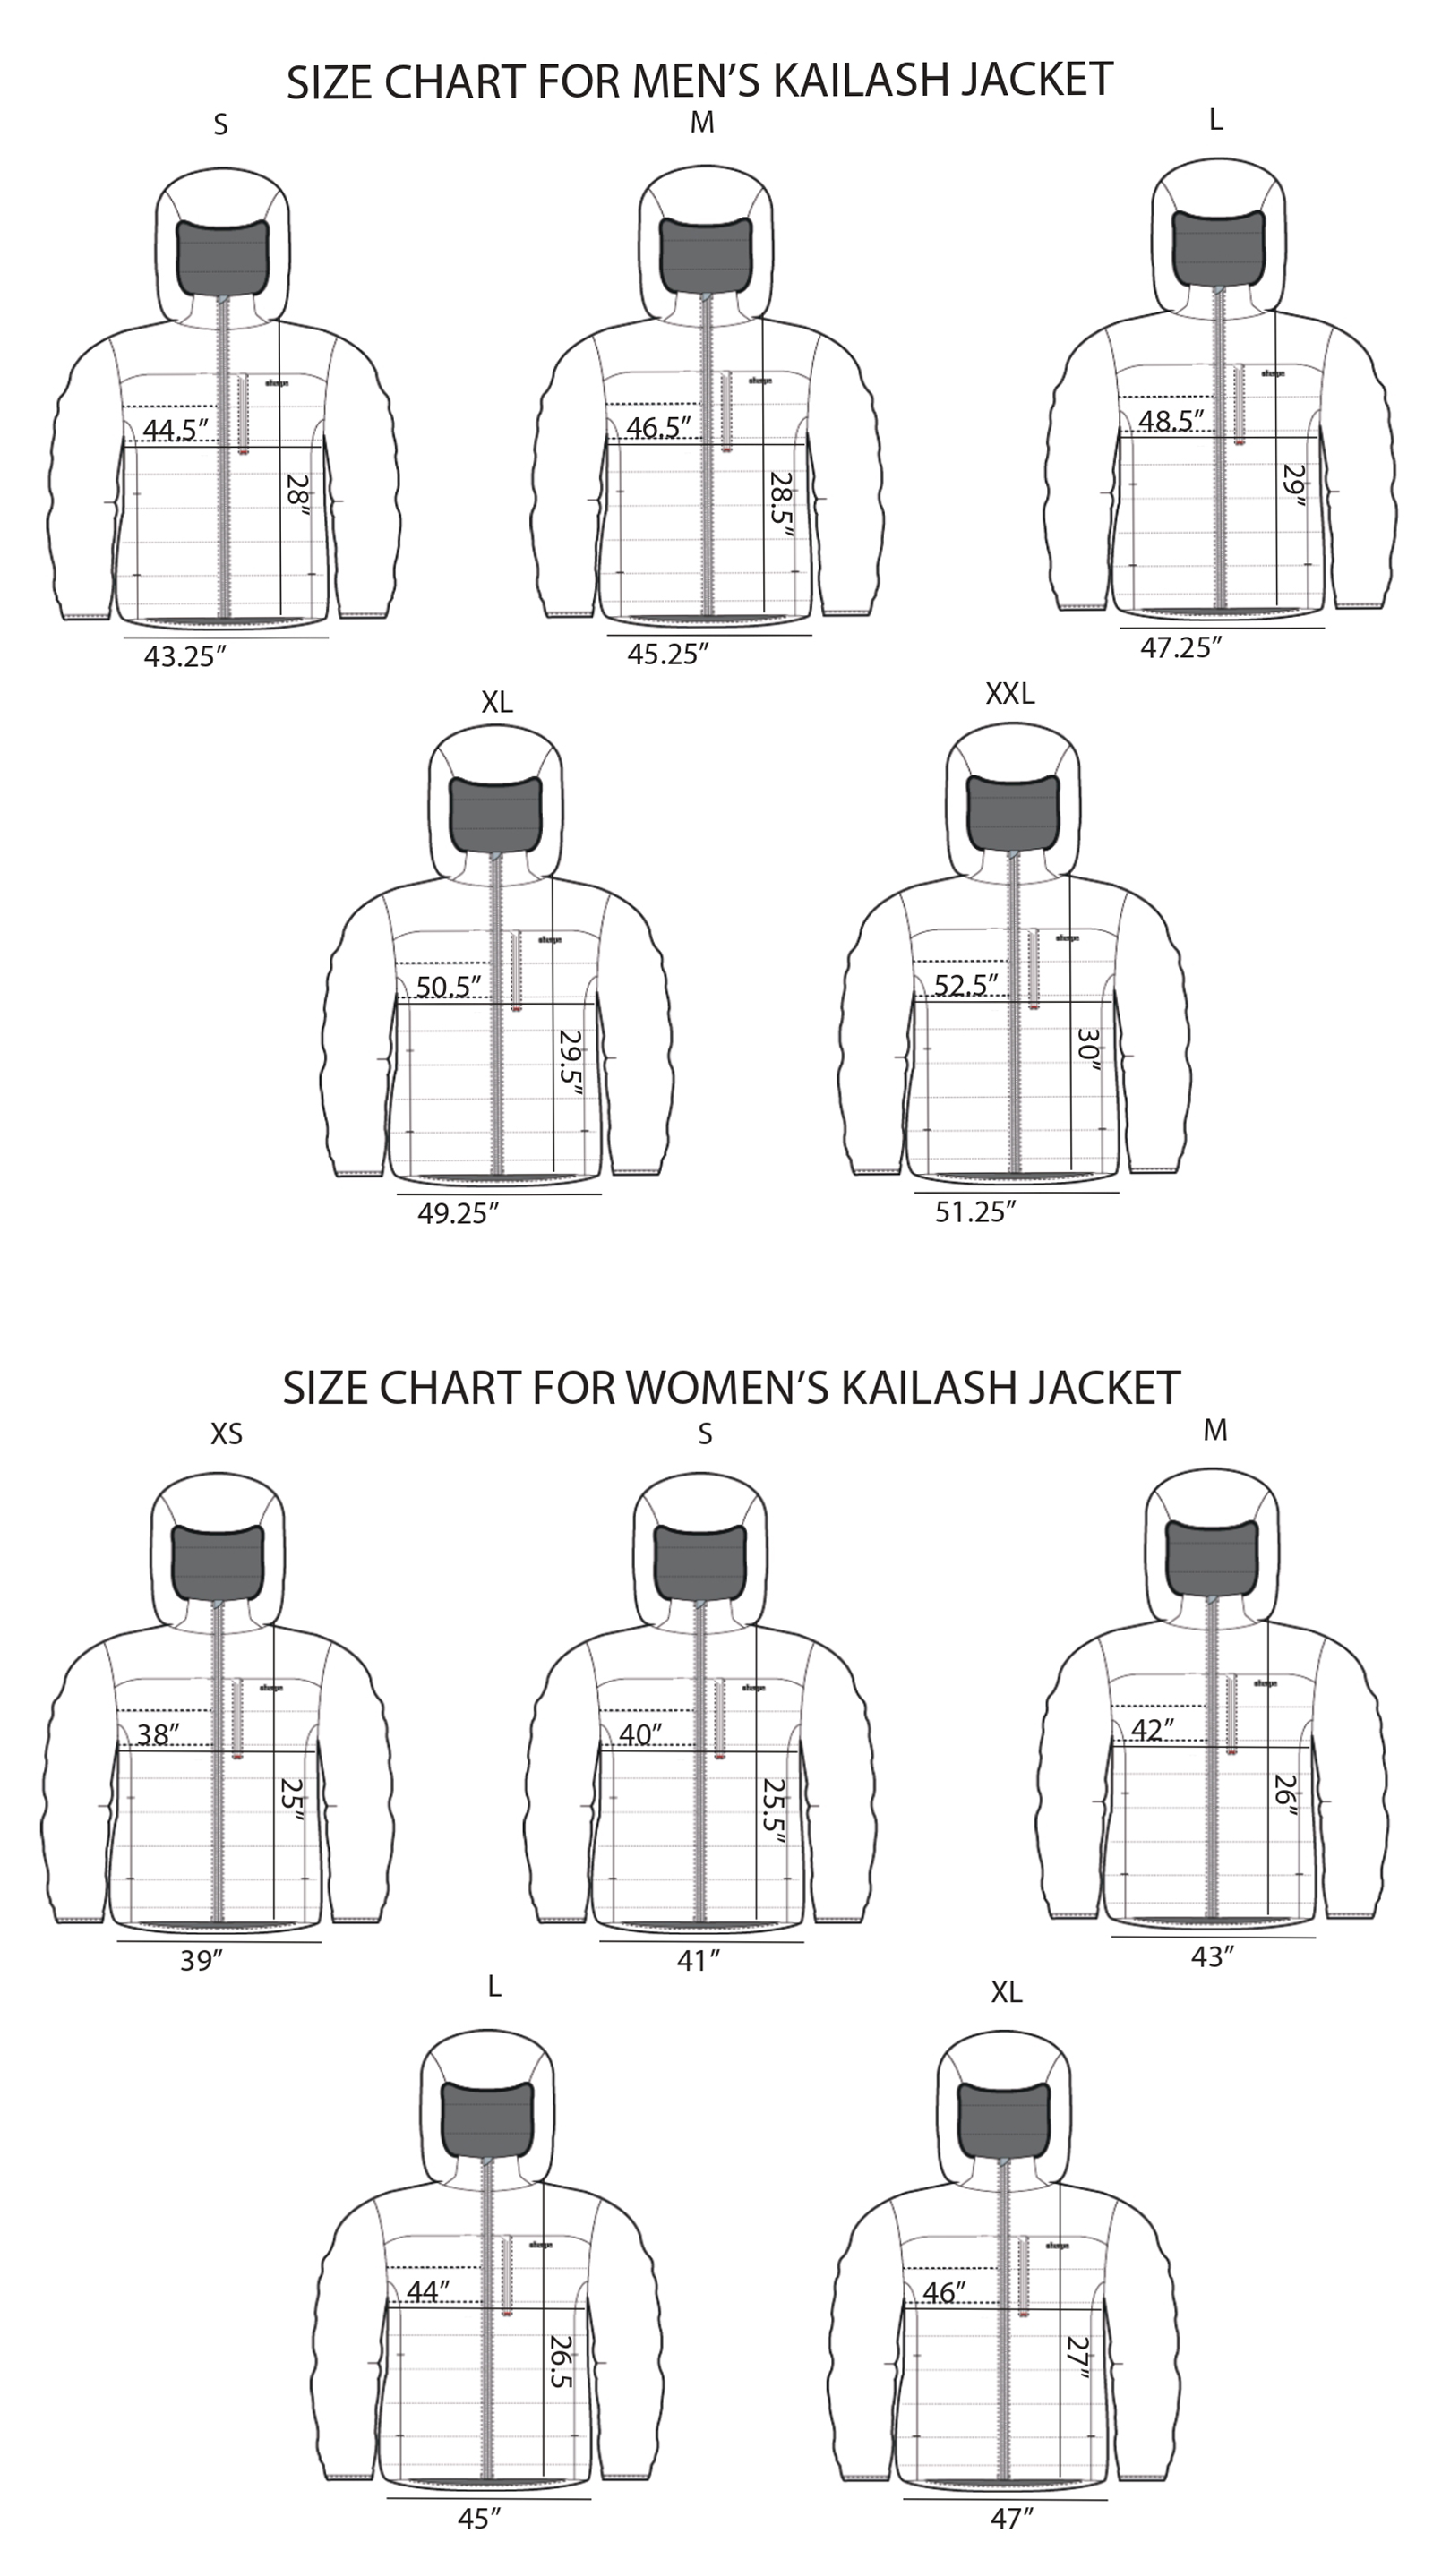 SIZE CHART FOR MEN’S KAILASH JACKET
S M L
44.5” 46.5” 48.5”
28” 28.5” 29”
43.25” 45.25” 47.25”
XL XXL
50.5” 52.5”
29.5” 30”
49.25” 51.25”
SIZE CHART FOR WOMEN’S KAILASH JACKET
XS S M
38” 40” 42”
25” 25.5” 26”
39” 41” 43”
L XL
44” 46”
26.5 27”
45” 47”